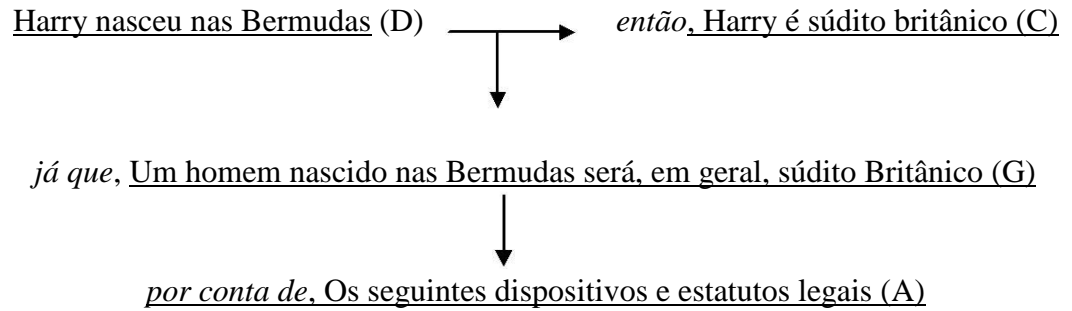 Harry nasceu nas Bermudas (D) então, Harry é súdito britânico (C)
já que, Um homem nascido nas Bermudas será, em geral, súdito Britânico (G)
por conta de, Os seguintes dispositivos e estatutos legais (A)